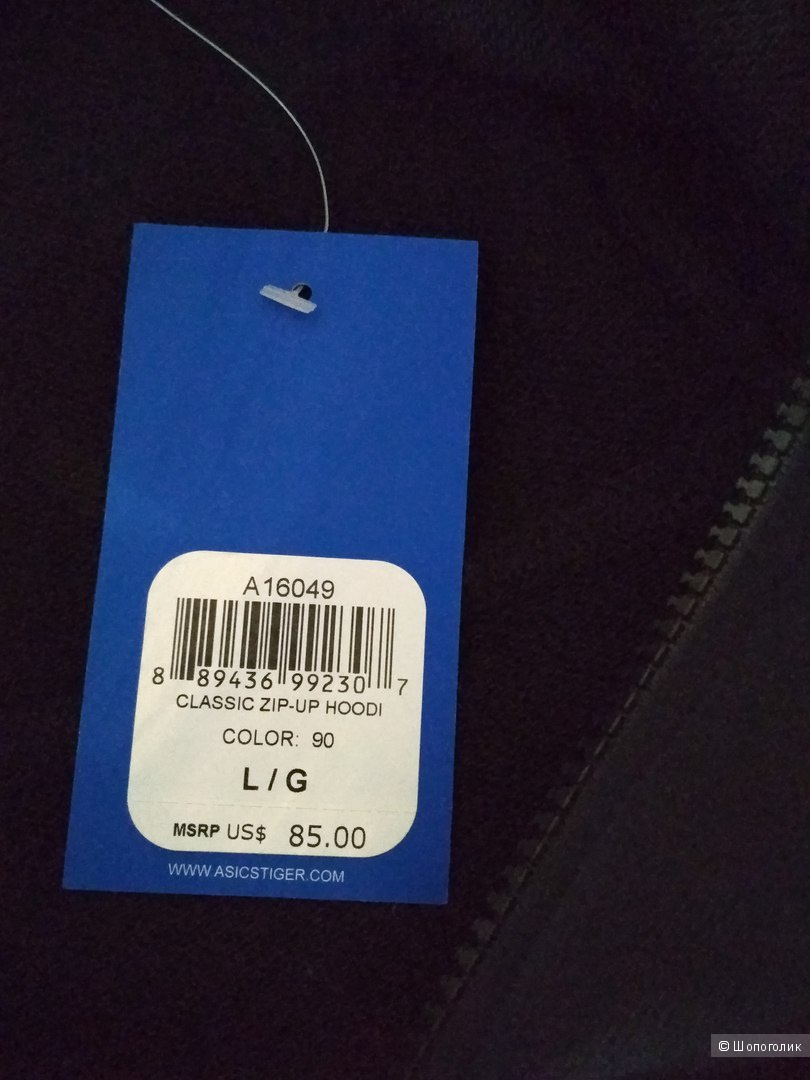 A16049
8 89436 99230 7
CLASSIC ZIP-UP HOODI
COLOR: 90
L / G
MSRP US$ 85.00
WWW.ASICSTIGER.COM
© Шопоголик